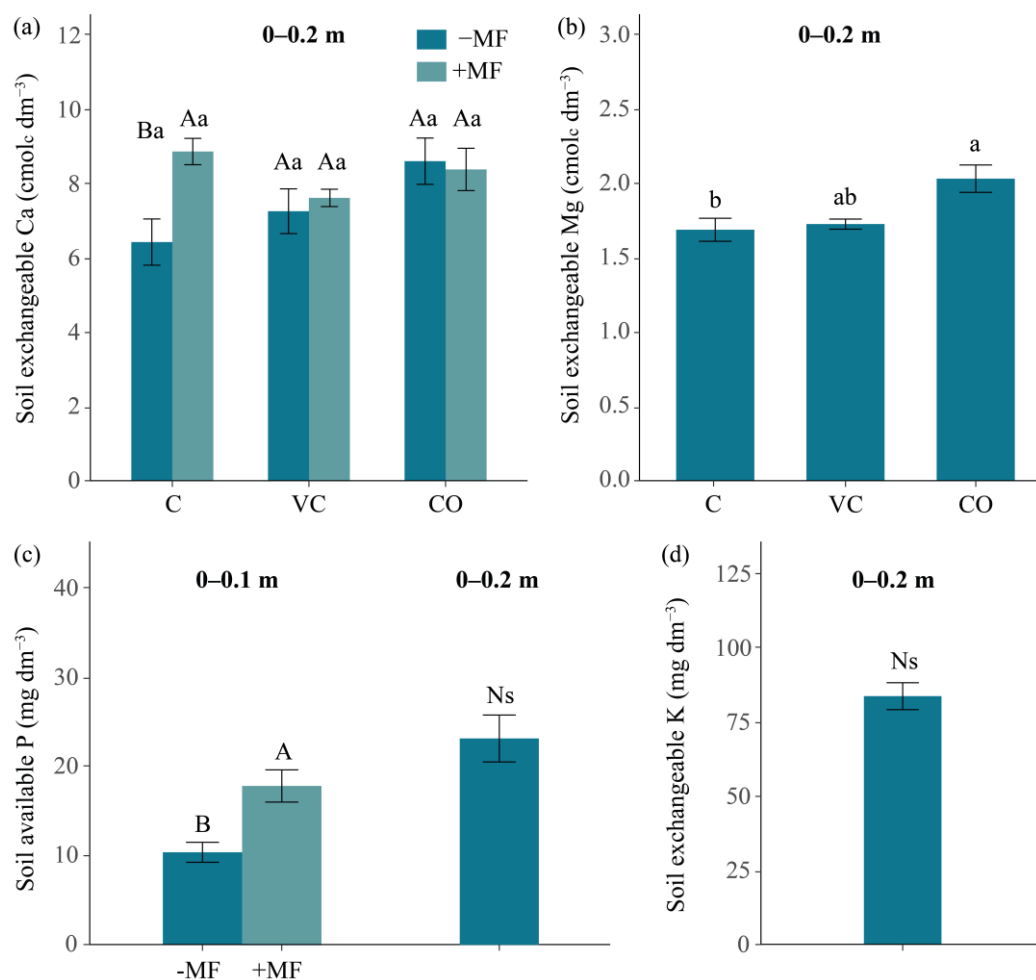 (a)
0–0.2 m
−MF
+MF
Soil exchangeable Ca (cmolc dm⁻³)
12
10
8
6
4
2
0
Ba
Aa
Aa
Aa
Aa
Aa
C
VC
CO
(b)
0–0.2 m
Soil exchangeable Mg (cmolc dm⁻³)
3.0
2.5
2.0
1.5
1.0
0.5
0.0
b
ab
a
C
VC
CO
(c)
0–0.1 m
0–0.2 m
Soil available P (mg dm⁻³)
40
30
20
10
0
B
A
Ns
-MF
+MF
(d)
0–0.2 m
Soil exchangeable K (mg dm⁻³)
125
100
75
50
25
0
Ns